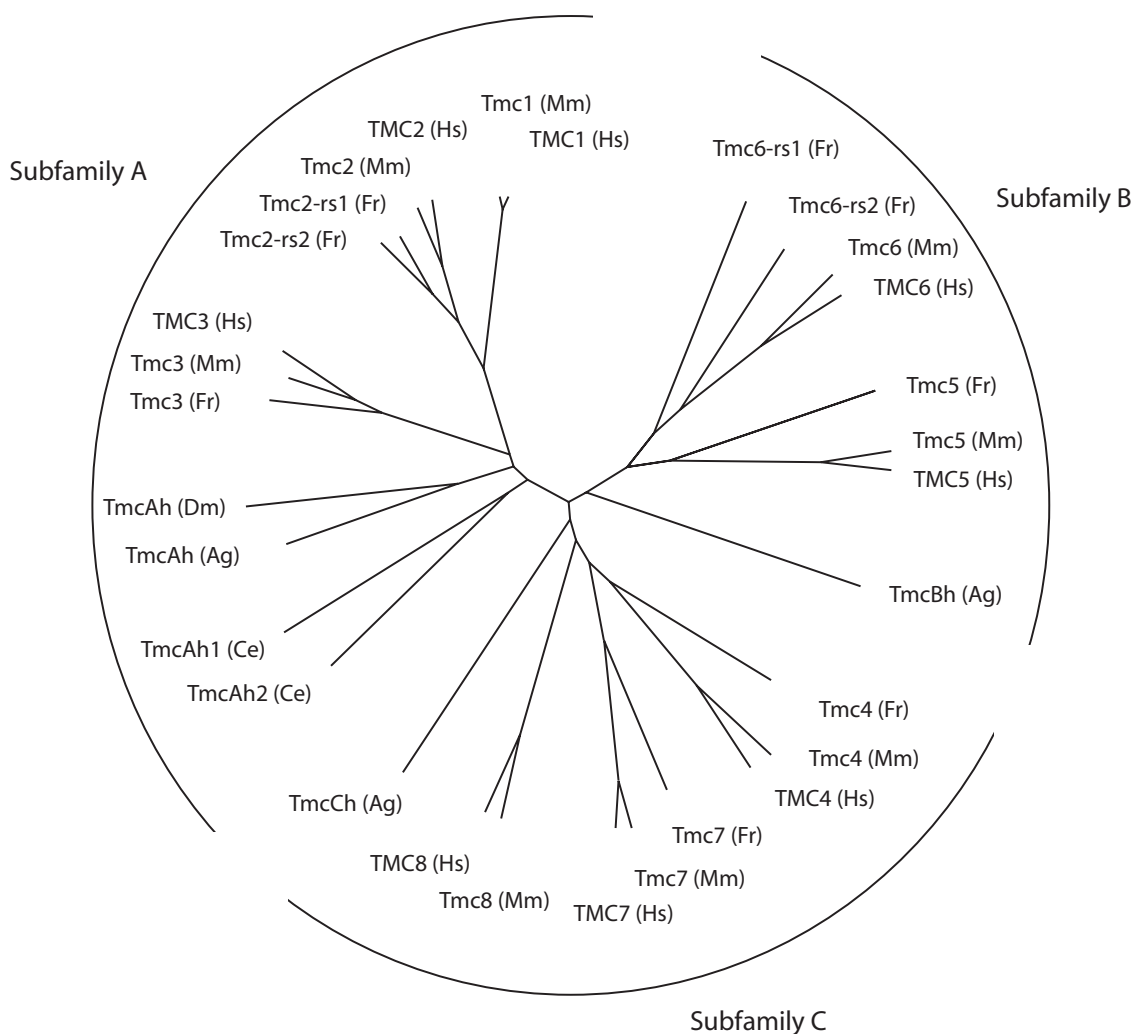 Tmc1 (Mm)
TMC2 (Hs)
TMC1 (Hs)
Tmc6-rs1 (Fr)
Subfamily A
Tmc2 (Mm)
Subfamily B
Tmc2-rs1 (Fr)
Tmc6-rs2 (Fr)
Tmc2-rs2 (Fr)
Tmc6 (Mm)
TMC6 (Hs)
TMC3 (Hs)
Tmc3 (Mm)
Tmc5 (Fr)
Tmc3 (Fr)
Tmc5 (Mm)
TMC5 (Hs)
TmcAh (Dm)
TmcAh (Ag)
TmcBh (Ag)
TmcAh1 (Ce)
TmcAh2 (Ce)
Tmc4 (Fr)
Tmc4 (Mm)
TmcCh (Ag)
TMC4 (Hs)
Tmc7 (Fr)
TMC8 (Hs)
Tmc7 (Mm)
Tmc8 (Mm)
TMC7 (Hs)
Subfamily C